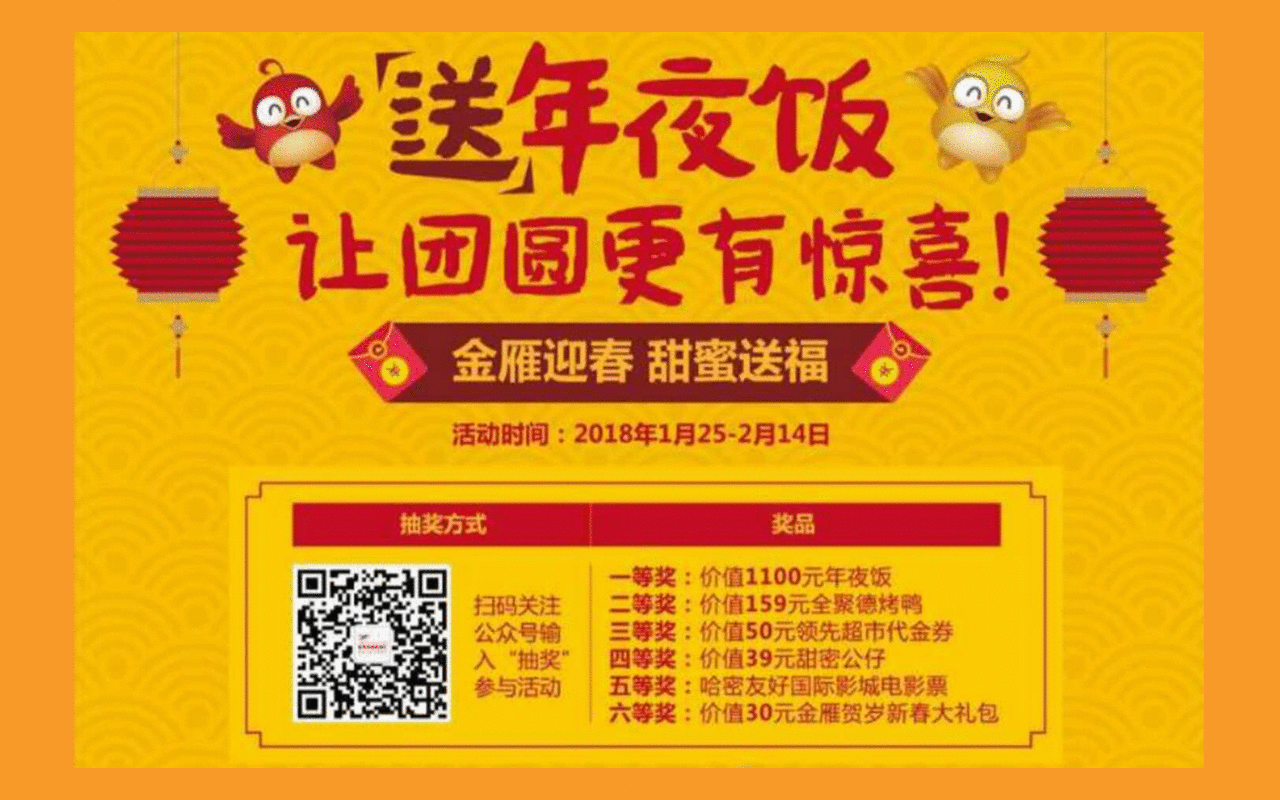 「送」年夜饭
让团圆更有惊喜!
金雁迎春 甜蜜送福
活动时间：2018年1月25-2月14日
抽奖方式
奖品
扫码关注
公众号输
入“抽奖”
参与活动
一等奖：价值1100元年夜饭
二等奖：价值159元全聚德烤鸭
三等奖：价值50元领先超市代金券
四等奖：价值39元甜密公仔
五等奖：哈密友好国际影城电影票
六等奖：价值30元金雁贺岁新春大礼包